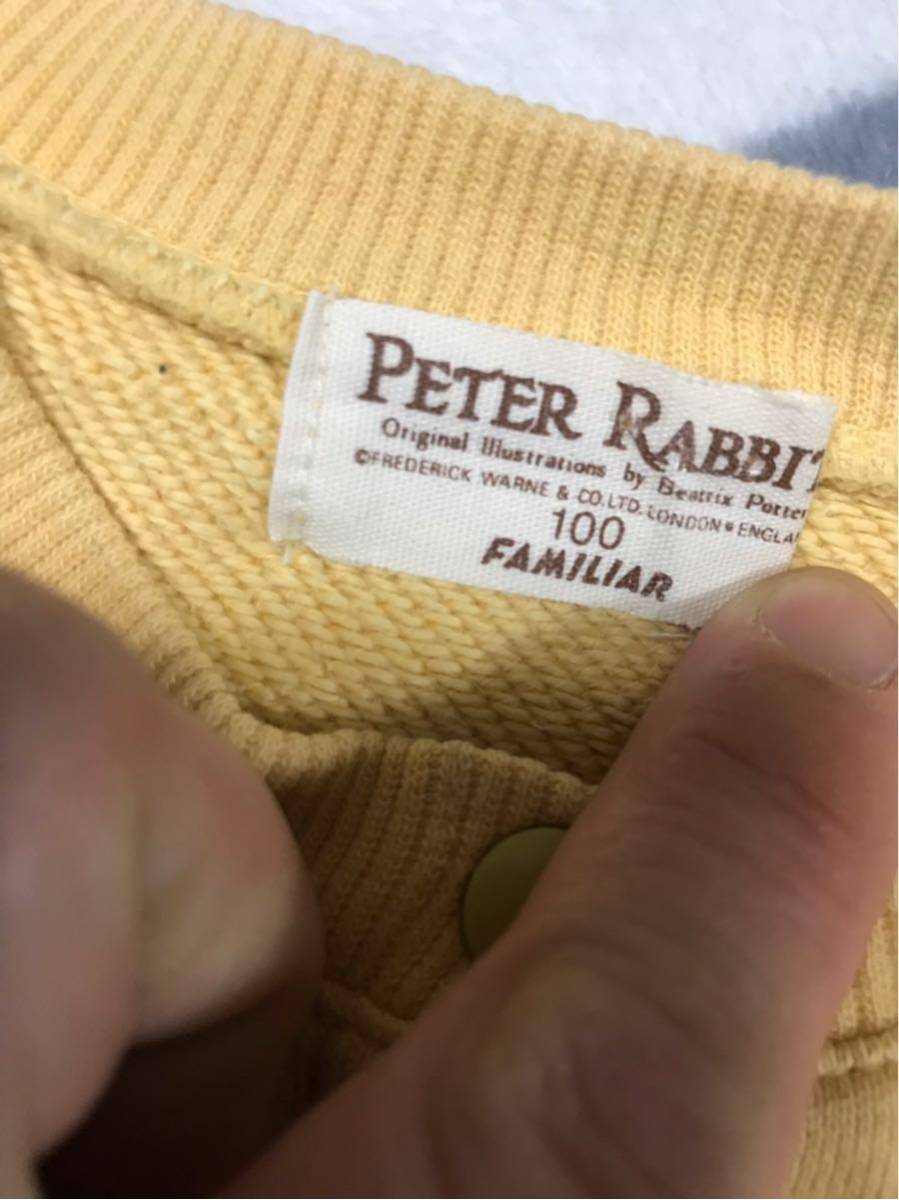 PETER RABBIT
Original Illustrations by Beatrix Potter
©FREDERICK WARNE & CO.LTD. LONDON ENGLA
100
FAMILIAR